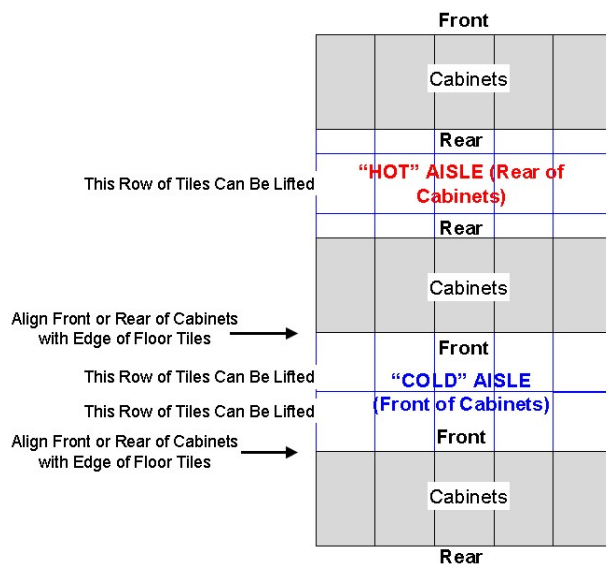 Front
Cabinets
Rear
This Row of Tiles Can Be Lifted
“HOT” AISLE (Rear of
Cabinets)
Rear
Cabinets
Align Front or Rear of Cabinets
with Edge of Floor Tiles
Front
This Row of Tiles Can Be Lifted
“COLD” AISLE
(Front of Cabinets)
This Row of Tiles Can Be Lifted
Front
Align Front or Rear of Cabinets
with Edge of Floor Tiles
Cabinets
Rear